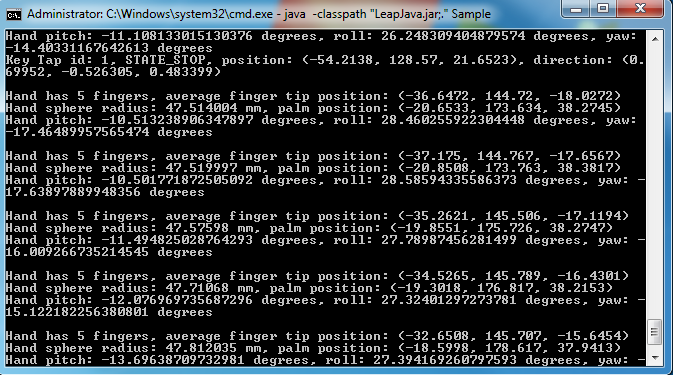 Administrator: C:\Windows\system32\cmd.exe - java  -classpath "LeapJava.jar;." Sample
Hand pitch: -11.108133015130376 degrees, roll: 26.248309404879574 degrees, yaw:
-14.40331167642613 degrees
Key Tap id: 1, STATE_STOP, position: (-54.2138, 128.57, 21.6523), direction: (0.
69952, -0.526305, 0.483399)
Hand has 5 fingers, average finger tip position: (-36.6472, 144.72, -18.0272)
Hand sphere radius: 47.514004 mm, palm position: (-20.6533, 173.634, 38.2745)
Hand pitch: -10.513238906347897 degrees, roll: 28.460255922304448 degrees, yaw:
-17.46489957565474 degrees
Hand has 5 fingers, average finger tip position: (-37.175, 144.767, -17.6567)
Hand sphere radius: 47.519997 mm, palm position: (-20.8508, 173.763, 38.3817)
Hand pitch: -10.501771872505092 degrees, roll: 28.58594335586373 degrees, yaw: -
17.63897889948356 degrees
Hand has 5 fingers, average finger tip position: (-35.2621, 145.506, -17.1194)
Hand sphere radius: 47.57598 mm, palm position: (-19.8551, 175.726, 38.2747)
Hand pitch: -11.494825028764293 degrees, roll: 27.78987456281499 degrees, yaw: -
16.009266735214545 degrees
Hand has 5 fingers, average finger tip position: (-34.5265, 145.789, -16.4301)
Hand sphere radius: 47.71068 mm, palm position: (-19.3018, 176.817, 38.2153)
Hand pitch: -12.076969735687296 degrees, roll: 27.32401297273781 degrees, yaw: -
15.122182256380801 degrees
Hand has 5 fingers, average finger tip position: (-32.6508, 145.707, -15.6454)
Hand sphere radius: 47.812035 mm, palm position: (-18.5998, 178.617, 37.9413)
Hand pitch: -13.69638709732981 degrees, roll: 27.394169260797593 degrees, yaw: -